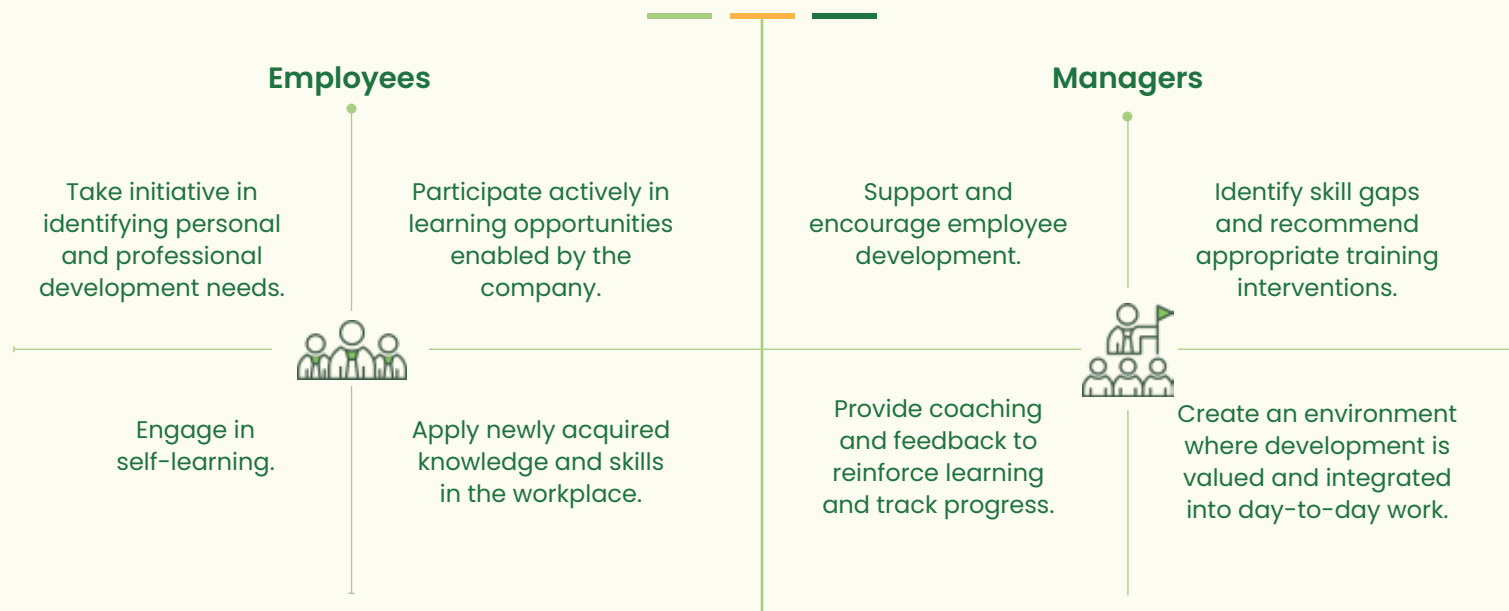 Employees
Take initiative in
identifying personal
and professional
development needs.
Participate actively in
learning opportunities
enabled by the
company.
Engage in
self-learning.
Apply newly acquired
knowledge and skills
in the workplace.
Managers
Support and
encourage employee
development.
Identify skill gaps
and recommend
appropriate training
interventions.
Provide coaching
and feedback to
reinforce learning
and track progress.
Create an environment
where development is
valued and integrated
into day-to-day work.